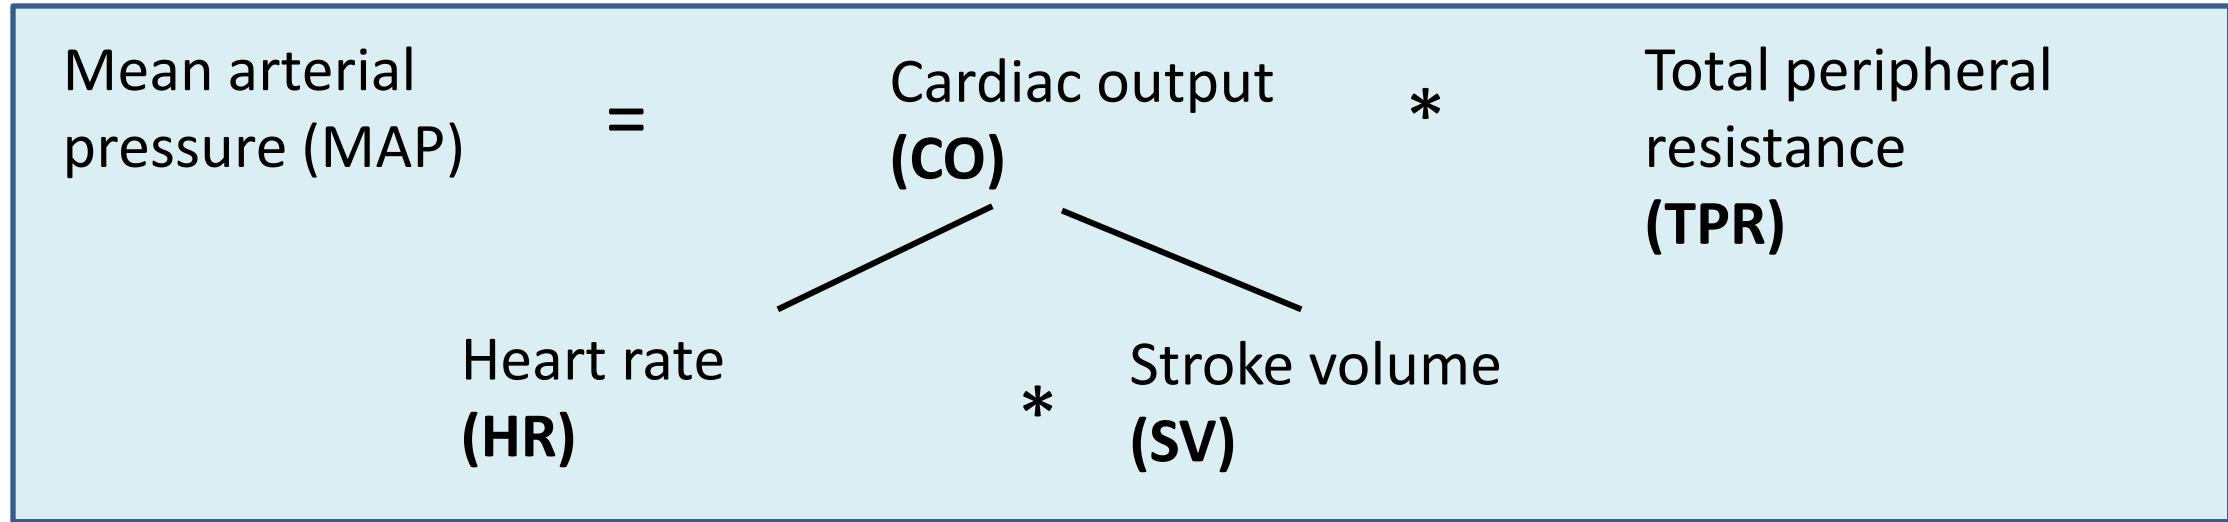 Mean arterial
pressure (MAP)
=
Cardiac output
(CO)
*
Total peripheral
resistance
(TPR)
Heart rate
(HR)
*
Stroke volume
(SV)